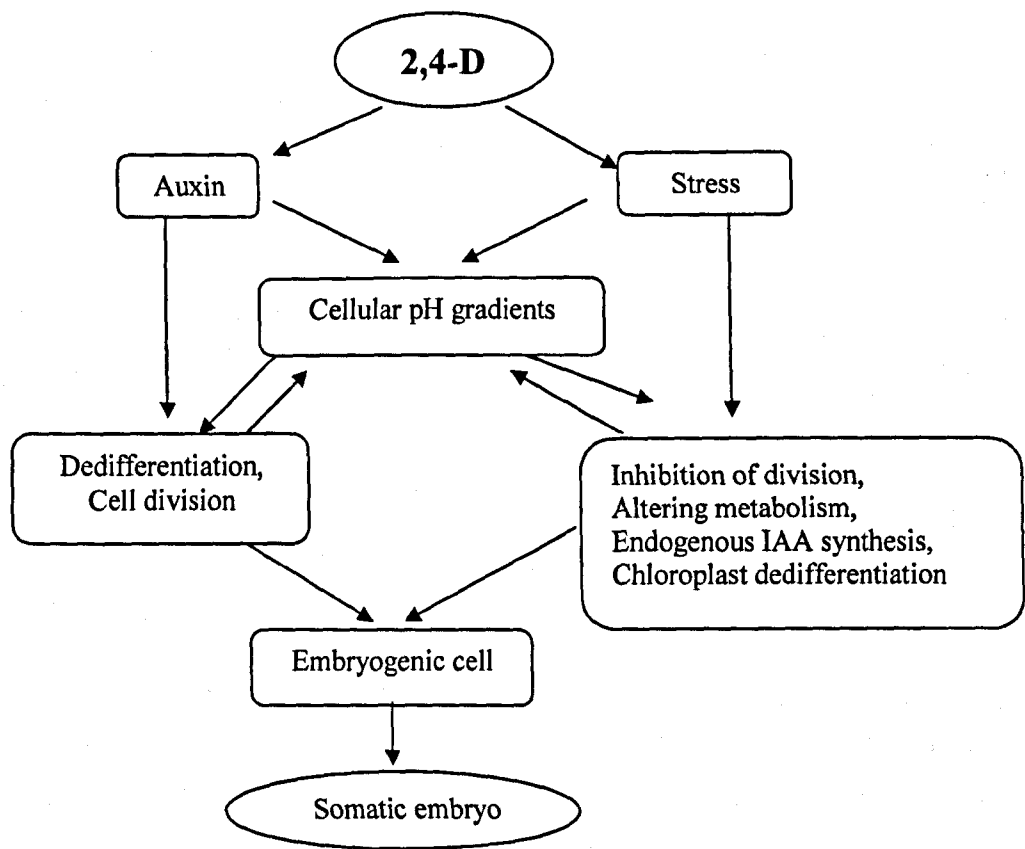 2,4-D
Auxin
Stress
Cellular pH gradients
Dedifferentiation,
Cell division
Inhibition of division,
Altering metabolism,
Endogenous IAA synthesis,
Chloroplast dedifferentiation
Embryogenic cell
Somatic embryo